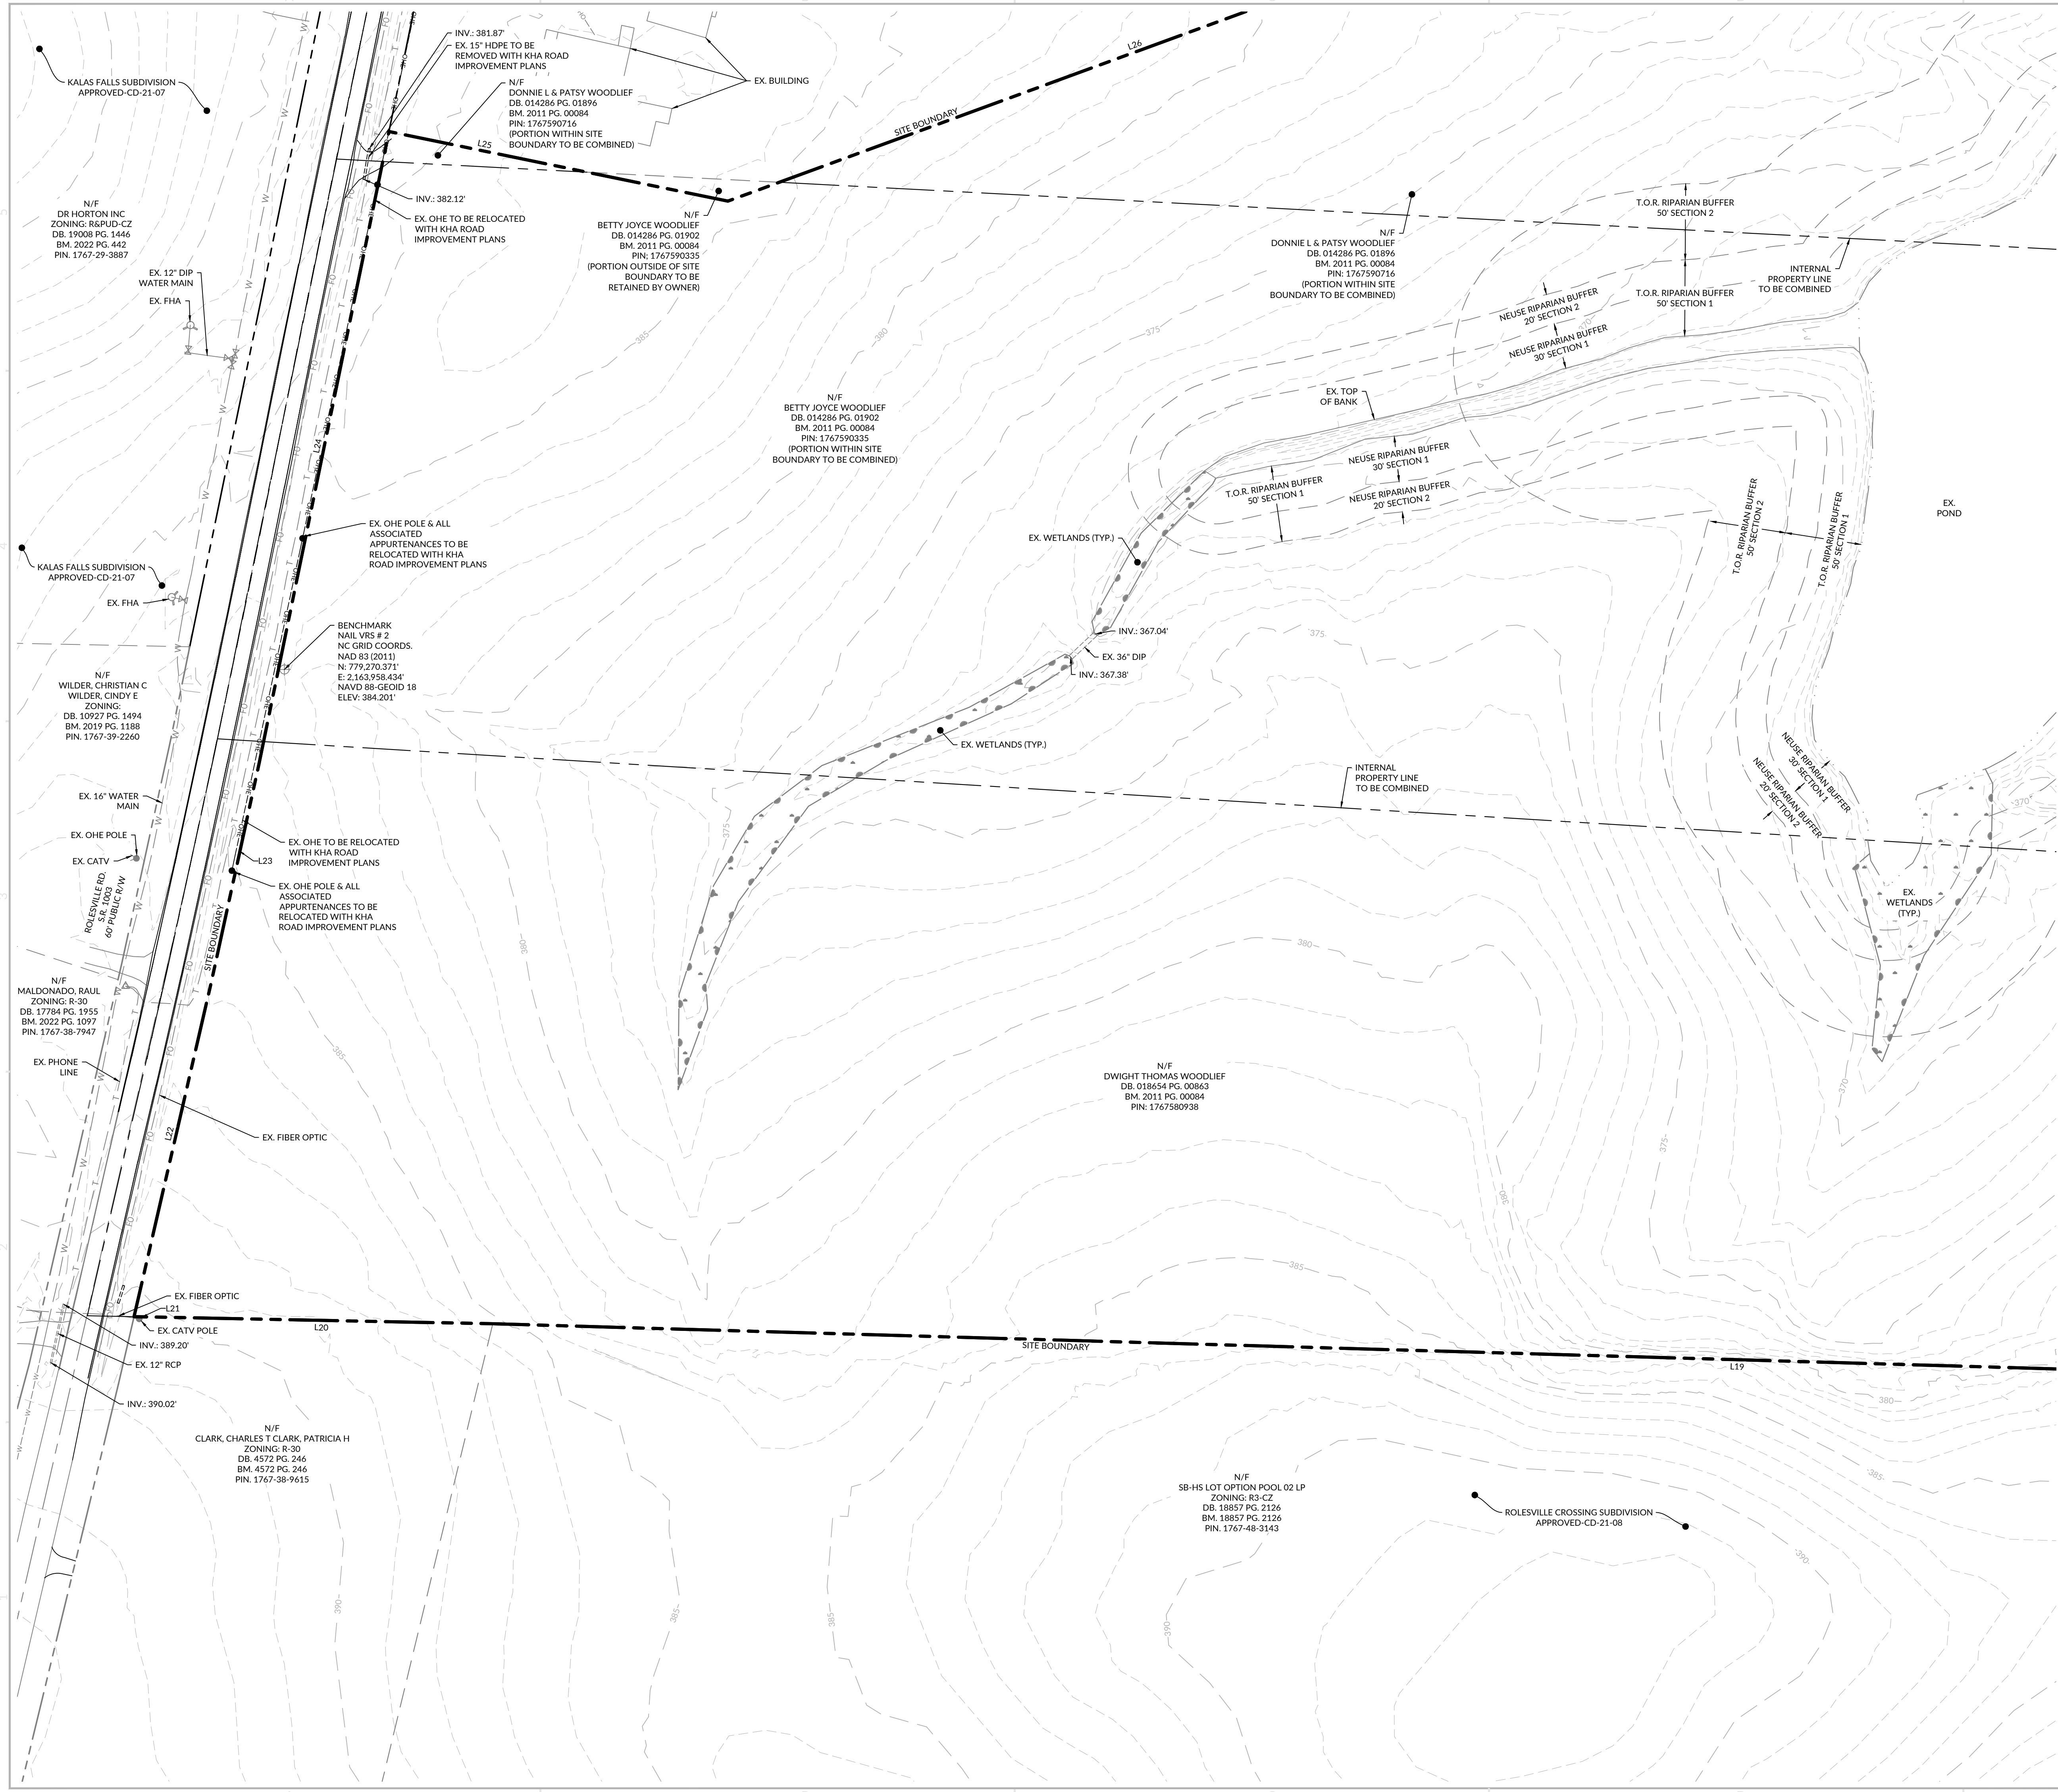 INV.: 381.87'
EX. 15" HDPE TO BE
REMOVED WITH KHA ROAD
IMPROVEMENT PLANS
KALAS FALLS SUBDIVISION
APPROVED-CD-21-07
N/F
DONNIE L & PATSY WOODLIEF
DB. 014286 PG. 01896
BM. 2011 PG. 00084
PIN: 1767590716
(PORTION WITHIN SITE
BOUNDARY TO BE COMBINED)
EX. BUILDING
L26
SITE BOUNDARY
L25
INV.: 382.12'
EX. OHE TO BE RELOCATED
WITH KHA ROAD
IMPROVEMENT PLANS
N/F
DR HORTON INC
ZONING: R&PUD-CZ
DB. 19008 PG. 1446
BM. 2022 PG. 442
PIN. 1767-29-3887
EX. 12" DIP
WATER MAIN
EX. FHA
N/F
BETTY JOYCE WOODLIEF
DB. 014286 PG. 01902
BM. 2011 PG. 00084
PIN; 1767590335
(PORTION OUTSIDE OF SITE
BOUNDARY TO BE
RETAINED BY OWNER)
N/F
DONNIE L & PATSY WOODLIEF
DB. 014286 PG. 01896
BM. 2011 PG. 00084
PIN: 1767590716
(PORTION WITHIN SITE
BOUNDARY TO BE COMBINED)
T.O.R. RIPARIAN BUFFER
50' SECTION 2
T.O.R. RIPARIAN BUFFER
50' SECTION 1
INTERNAL
PROPERTY LINE
TO BE COMBINED
NEUSE RIPARIAN BUFFER
20' SECTION 2
NEUSE RIPARIAN BUFFER
30' SECTION 1
370
385
380
375
N/F
BETTY JOYCE WOODLIEF
DB. 014286 PG. 01902
BM. 2011 PG. 00084
PIN: 1767590335
(PORTION WITHIN SITE
BOUNDARY TO BE COMBINED)
EX. TOP
OF BANK
NEUSE RIPARIAN BUFFER
30' SECTION 1
T.O.R. RIPARIAN BUFFER
50' SECTION 1
NEUSE RIPARIAN BUFFER
20' SECTION 2
T.O.R. RIPARIAN BUFFER
50' SECTION 2
T.O.R. RIPARIAN BUFFER
50' SECTION 1
EX.
POND
L24
EX. OHE POLE & ALL
ASSOCIATED
APPURTENANCES TO BE
RELOCATED WITH KHA
ROAD IMPROVEMENT PLANS
EX. WETLANDS (TYP.)
KALAS FALLS SUBDIVISION
APPROVED-CD-21-07
EX. FHA
BENCHMARK
NAIL VRS # 2
NC GRID COORDS.
NAD 83 (2011)
N: 779,270.371'
E: 2,163,958.434'
NAVD 88-GEOID 18
ELEV: 384.201'
INV.: 367.04'
EX. 36" DIP
INV.: 367.38'
375
N/F
WILDER, CHRISTIAN C
WILDER, CINDY E
ZONING:
DB. 10927 PG. 1494
BM. 2019 PG. 1188
PIN. 1767-39-2260
EX. WETLANDS (TYP.)
INTERNAL
PROPERTY LINE
TO BE COMBINED
NEUSE RIPARIAN BUFFER
30' SECTION 1
NEUSE RIPARIAN BUFFER
20' SECTION 2
370
EX. 16" WATER
MAIN
EX. OHE POLE
EX. CATV
375
EX. OHE TO BE RELOCATED
WITH KHA ROAD
IMPROVEMENT PLANS
L23
EX. OHE POLE & ALL
ASSOCIATED
APPURTENANCES TO BE
RELOCATED WITH KHA
ROAD IMPROVEMENT PLANS
ROLESVILLE RD.
S.R. 1003
60' PUBLIC R/W
SITE BOUNDARY
EX.
WETLANDS
(TYP.)
380
380
N/F
MALDONADO, RAUL
ZONING: R-30
DB. 17784 PG. 1955
BM. 2022 PG. 1097
PIN. 1767-38-7947
385
EX. PHONE
LINE
N/F
DWIGHT THOMAS WOODLIEF
DB. 018654 PG. 00863
BM. 2011 PG. 00084
PIN: 1767580938
370
EX. FIBER OPTIC
L22
375
380
385
EX. FIBER OPTIC
L21
EX. CATV POLE
L20
INV.: 389.20'
SITE BOUNDARY
EX. 12" RCP
L19
INV.: 390.02'
380
N/F
CLARK, CHARLES T CLARK, PATRICIA H
ZONING: R-30
DB. 4572 PG. 246
BM. 4572 PG. 246
PIN. 1767-38-9615
N/F
SB-HS LOT OPTION POOL 02 LP
ZONING: R3-CZ
DB. 18857 PG. 2126
BM. 18857 PG. 2126
PIN. 1767-48-3143
385
ROLESVILLE CROSSING SUBDIVISION
APPROVED-CD-21-08
390
390
385
385
390